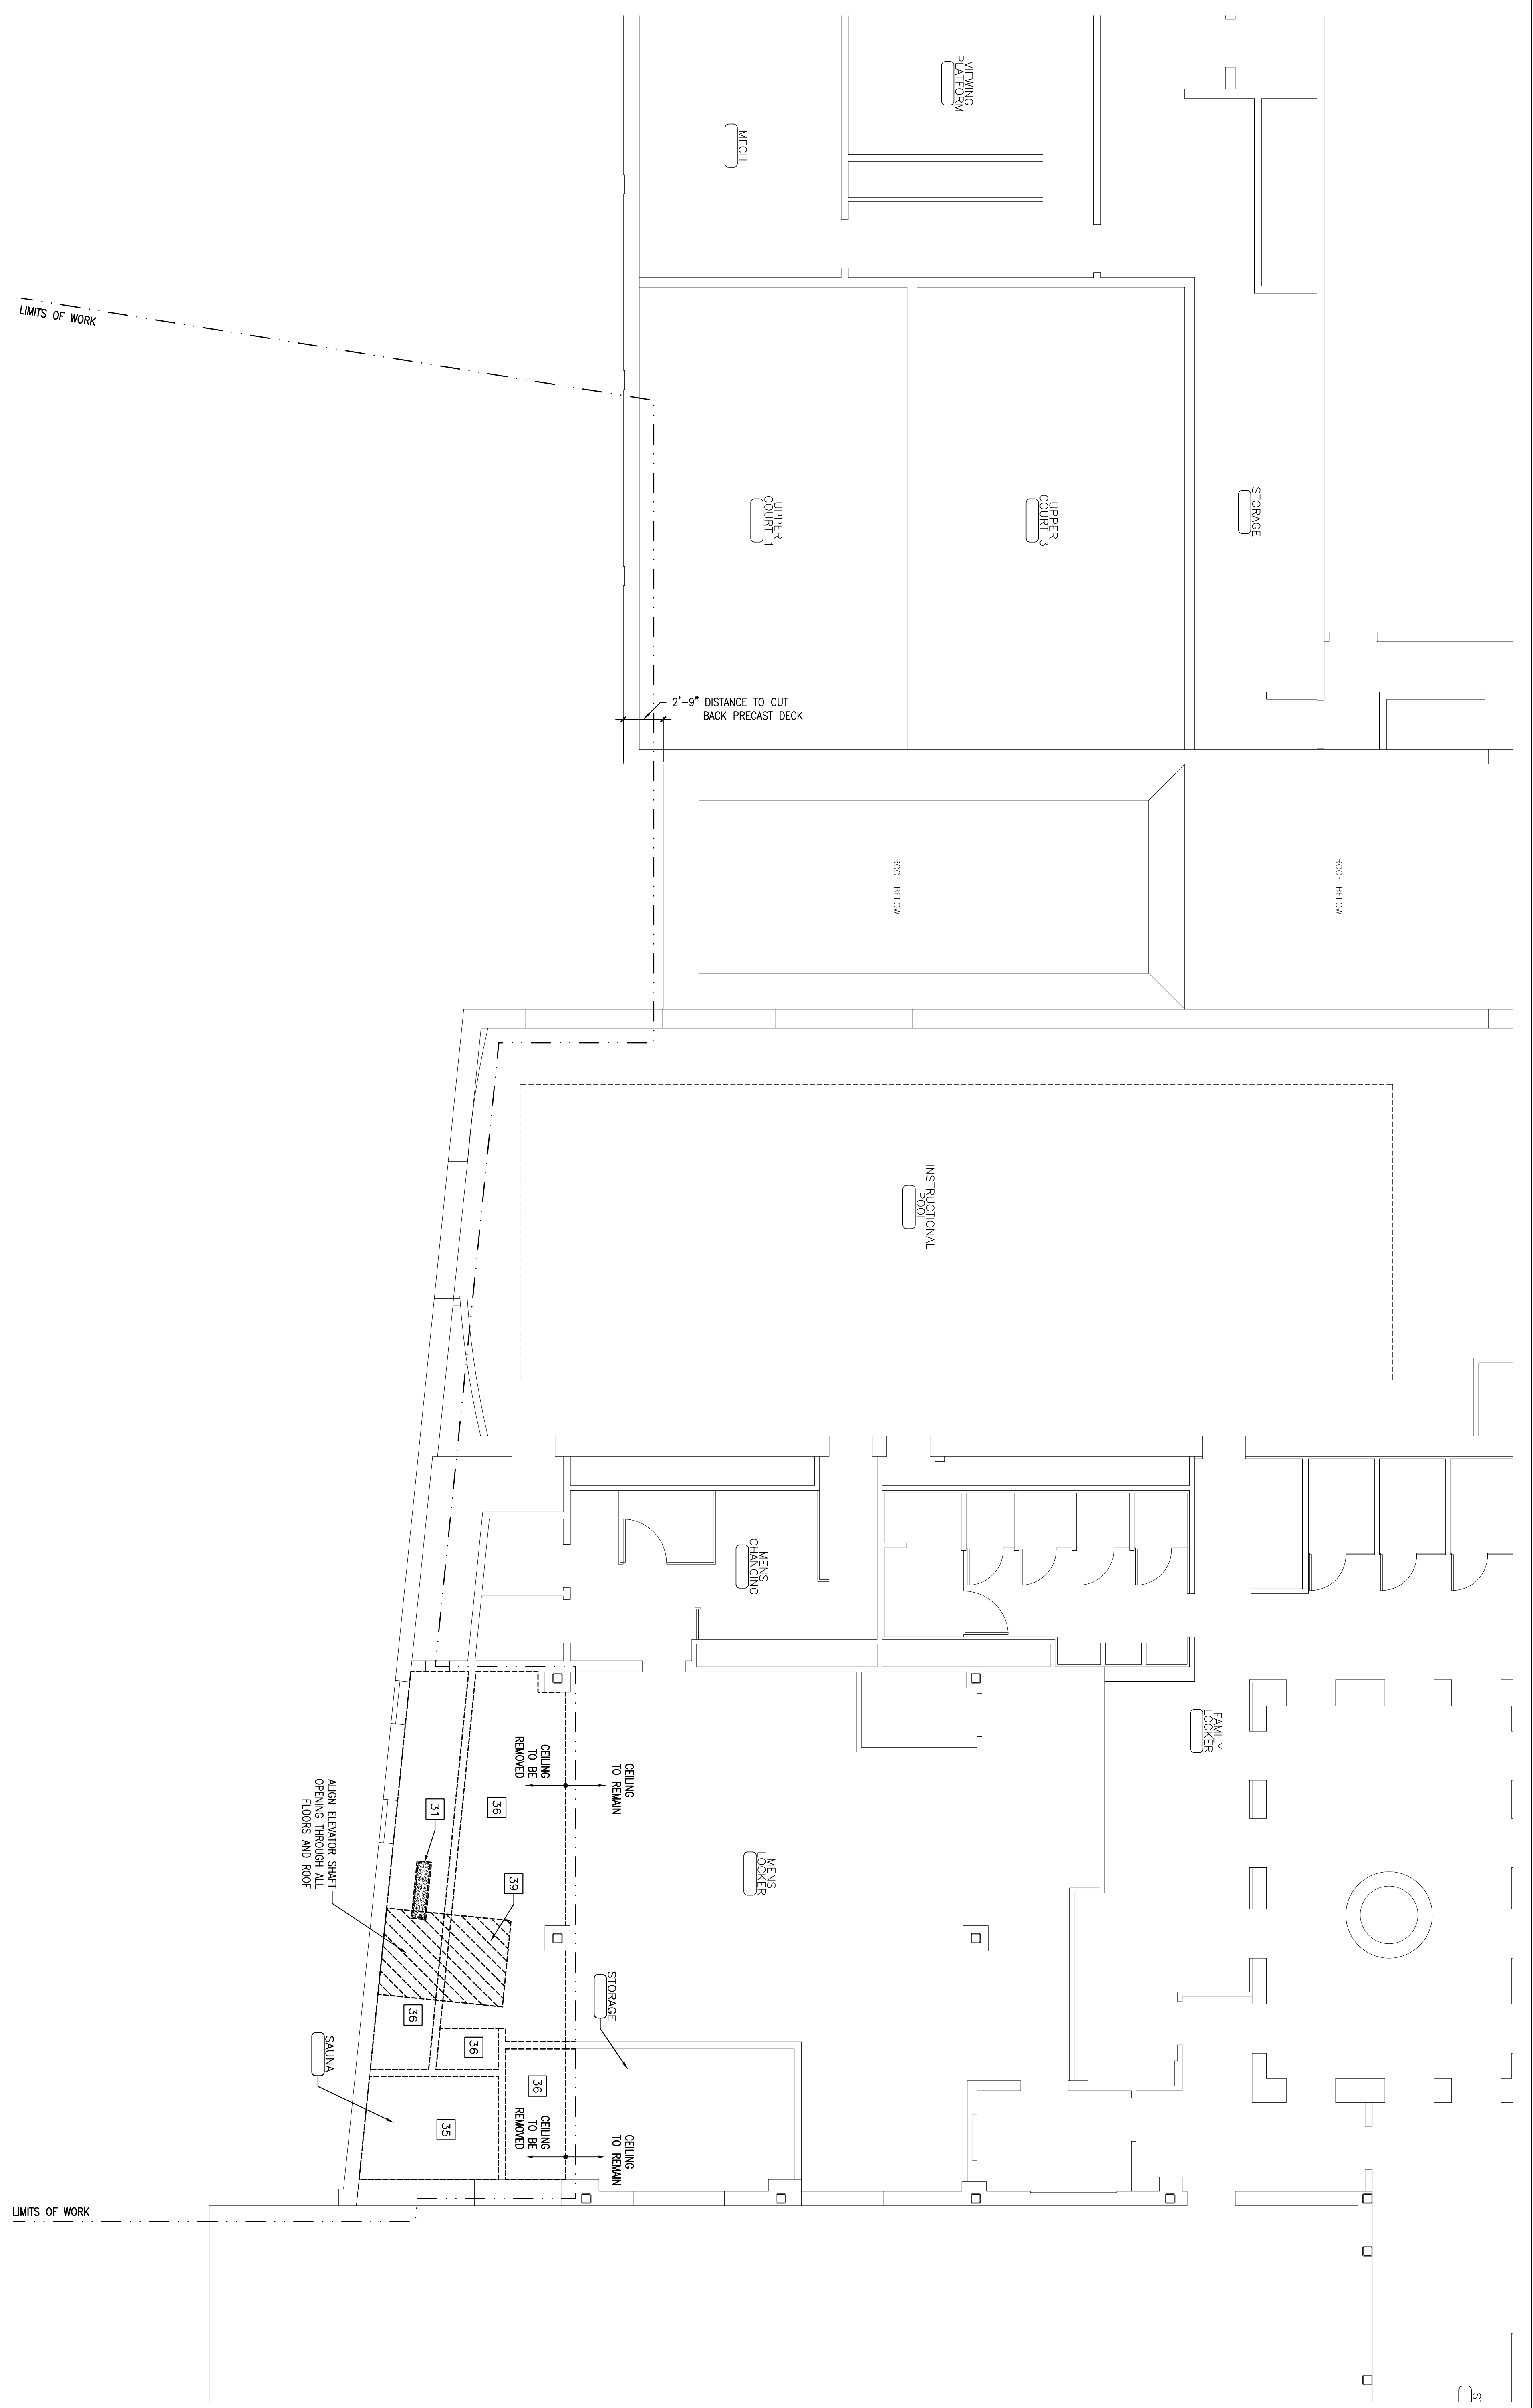 VIEWING
PLATFORM
MECH
LIMITS OF WORK
STORAGE
UPPER
COURT 3
UPPER
COURT 1
2'-9" DISTANCE TO CUT
BACK PRECAST DECK
ROOF BELOW
ROOF BELOW
INSTRUCTIONAL
POOL
MENS
CHANGING
FAMILY
LOCKER
CEILING
TO REMAIN
CEILING
TO BE
REMOVED
36
31
ALIGN ELEVATOR SHAFT
OPENING THROUGH ALL
FLOORS AND ROOF
MENS
LOCKER
39
STORAGE
36
36
SAUNA
36
35
CEILING
TO REMAIN
CEILING
TO BE
REMOVED
LIMITS OF WORK